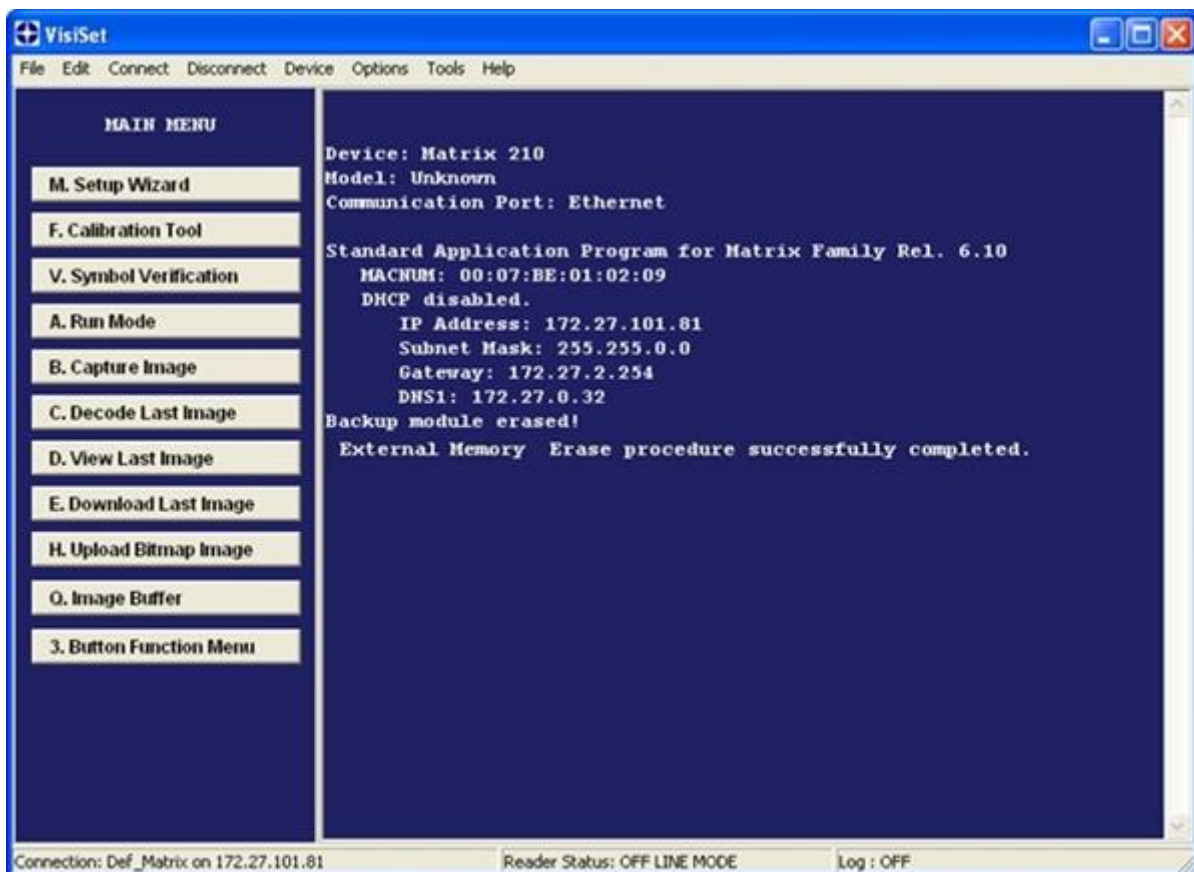 VisiSet
File Edit Connect Disconnect Device Options Tools Help
MAIN MENU
M. Setup Wizard
F. Calibration Tool
V. Symbol Verification
A. Run Mode
B. Capture Image
C. Decode Last Image
D. View Last Image
E. Download Last Image
H. Upload Bitmap Image
Q. Image Buffer
3. Button Function Menu
Device: Matrix 210
Model: Unknown
Communication Port: Ethernet
Standard Application Program for Matrix Family Rel. 6.10
MACNUM: 00:07:BE:01:02:09
DHCP disabled.
IP Address: 172.27.101.81
Subnet Mask: 255.255.0.0
Gateway: 172.27.2.254
DNS1: 172.27.0.32
Backup module erased!
External Memory Erase procedure successfully completed.
Connection: Def_Matrix on 172.27.101.81 Reader Status: OFF LINE MODE Log : OFF